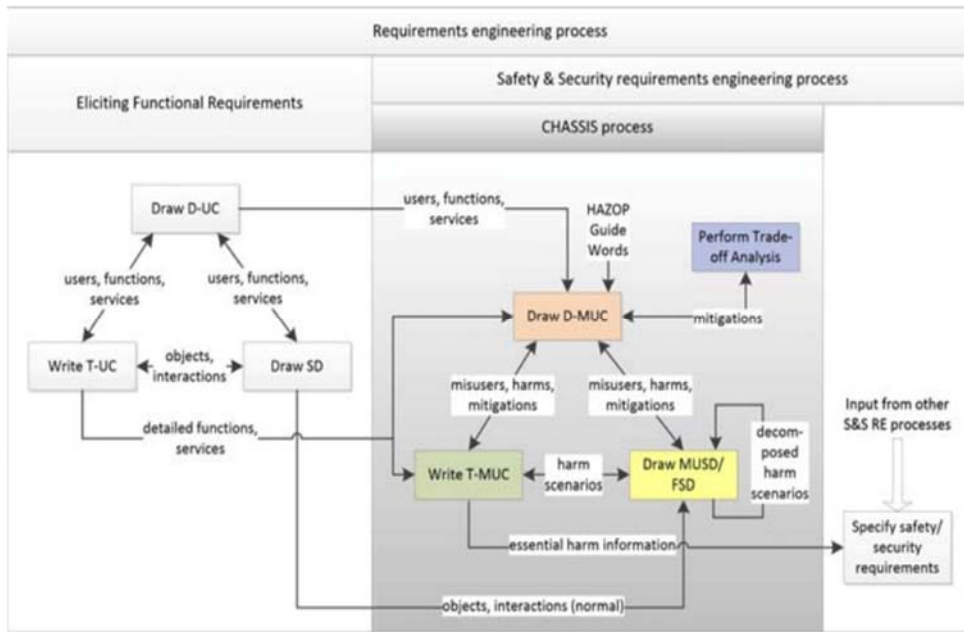 Requirements engineering process
Eliciting Functional Requirements
Safety & Security requirements engineering process
CHASSIS process
Draw D-UC
users, functions,
services
HAZOP
Guide
Words
Perform Trade-
off Analysis
users, functions,
services
users, functions,
services
Draw D-MUC
mitigations
Write T-UC
objects,
interactions
Draw SD
misusers, harms,
mitigations
misusers, harms,
mitigations
Input from other
S&S RE processes
detailed functions,
services
Write T-MUC
harm
scenarios
Draw MUSD/
FSD
decom-
posed
harm
scenarios
essential harm information
Specify safety/
security
requirements
objects, interactions (normal)